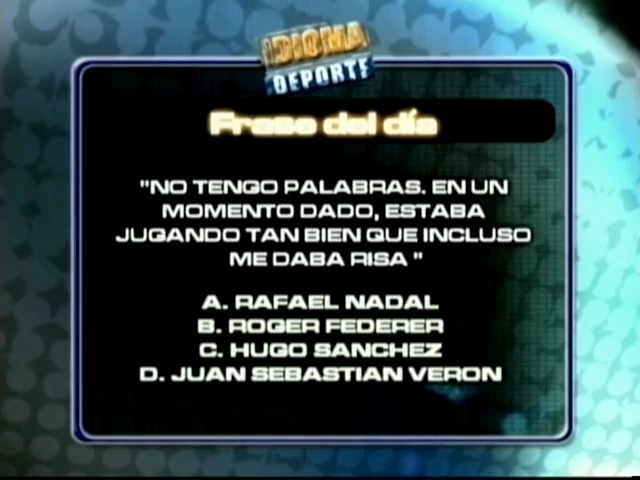 IDIOMA
DEPORTE
Frase del día
"NO TENGO PALABRAS. EN UN
MOMENTO DADO, ESTABA
JUGANDO TAN BIEN QUE INCLUSO
ME DABA RISA "
A. RAFAEL NADAL
B. ROGER FEDERER
C. HUGO SANCHEZ
D. JUAN SEBASTIAN VERON